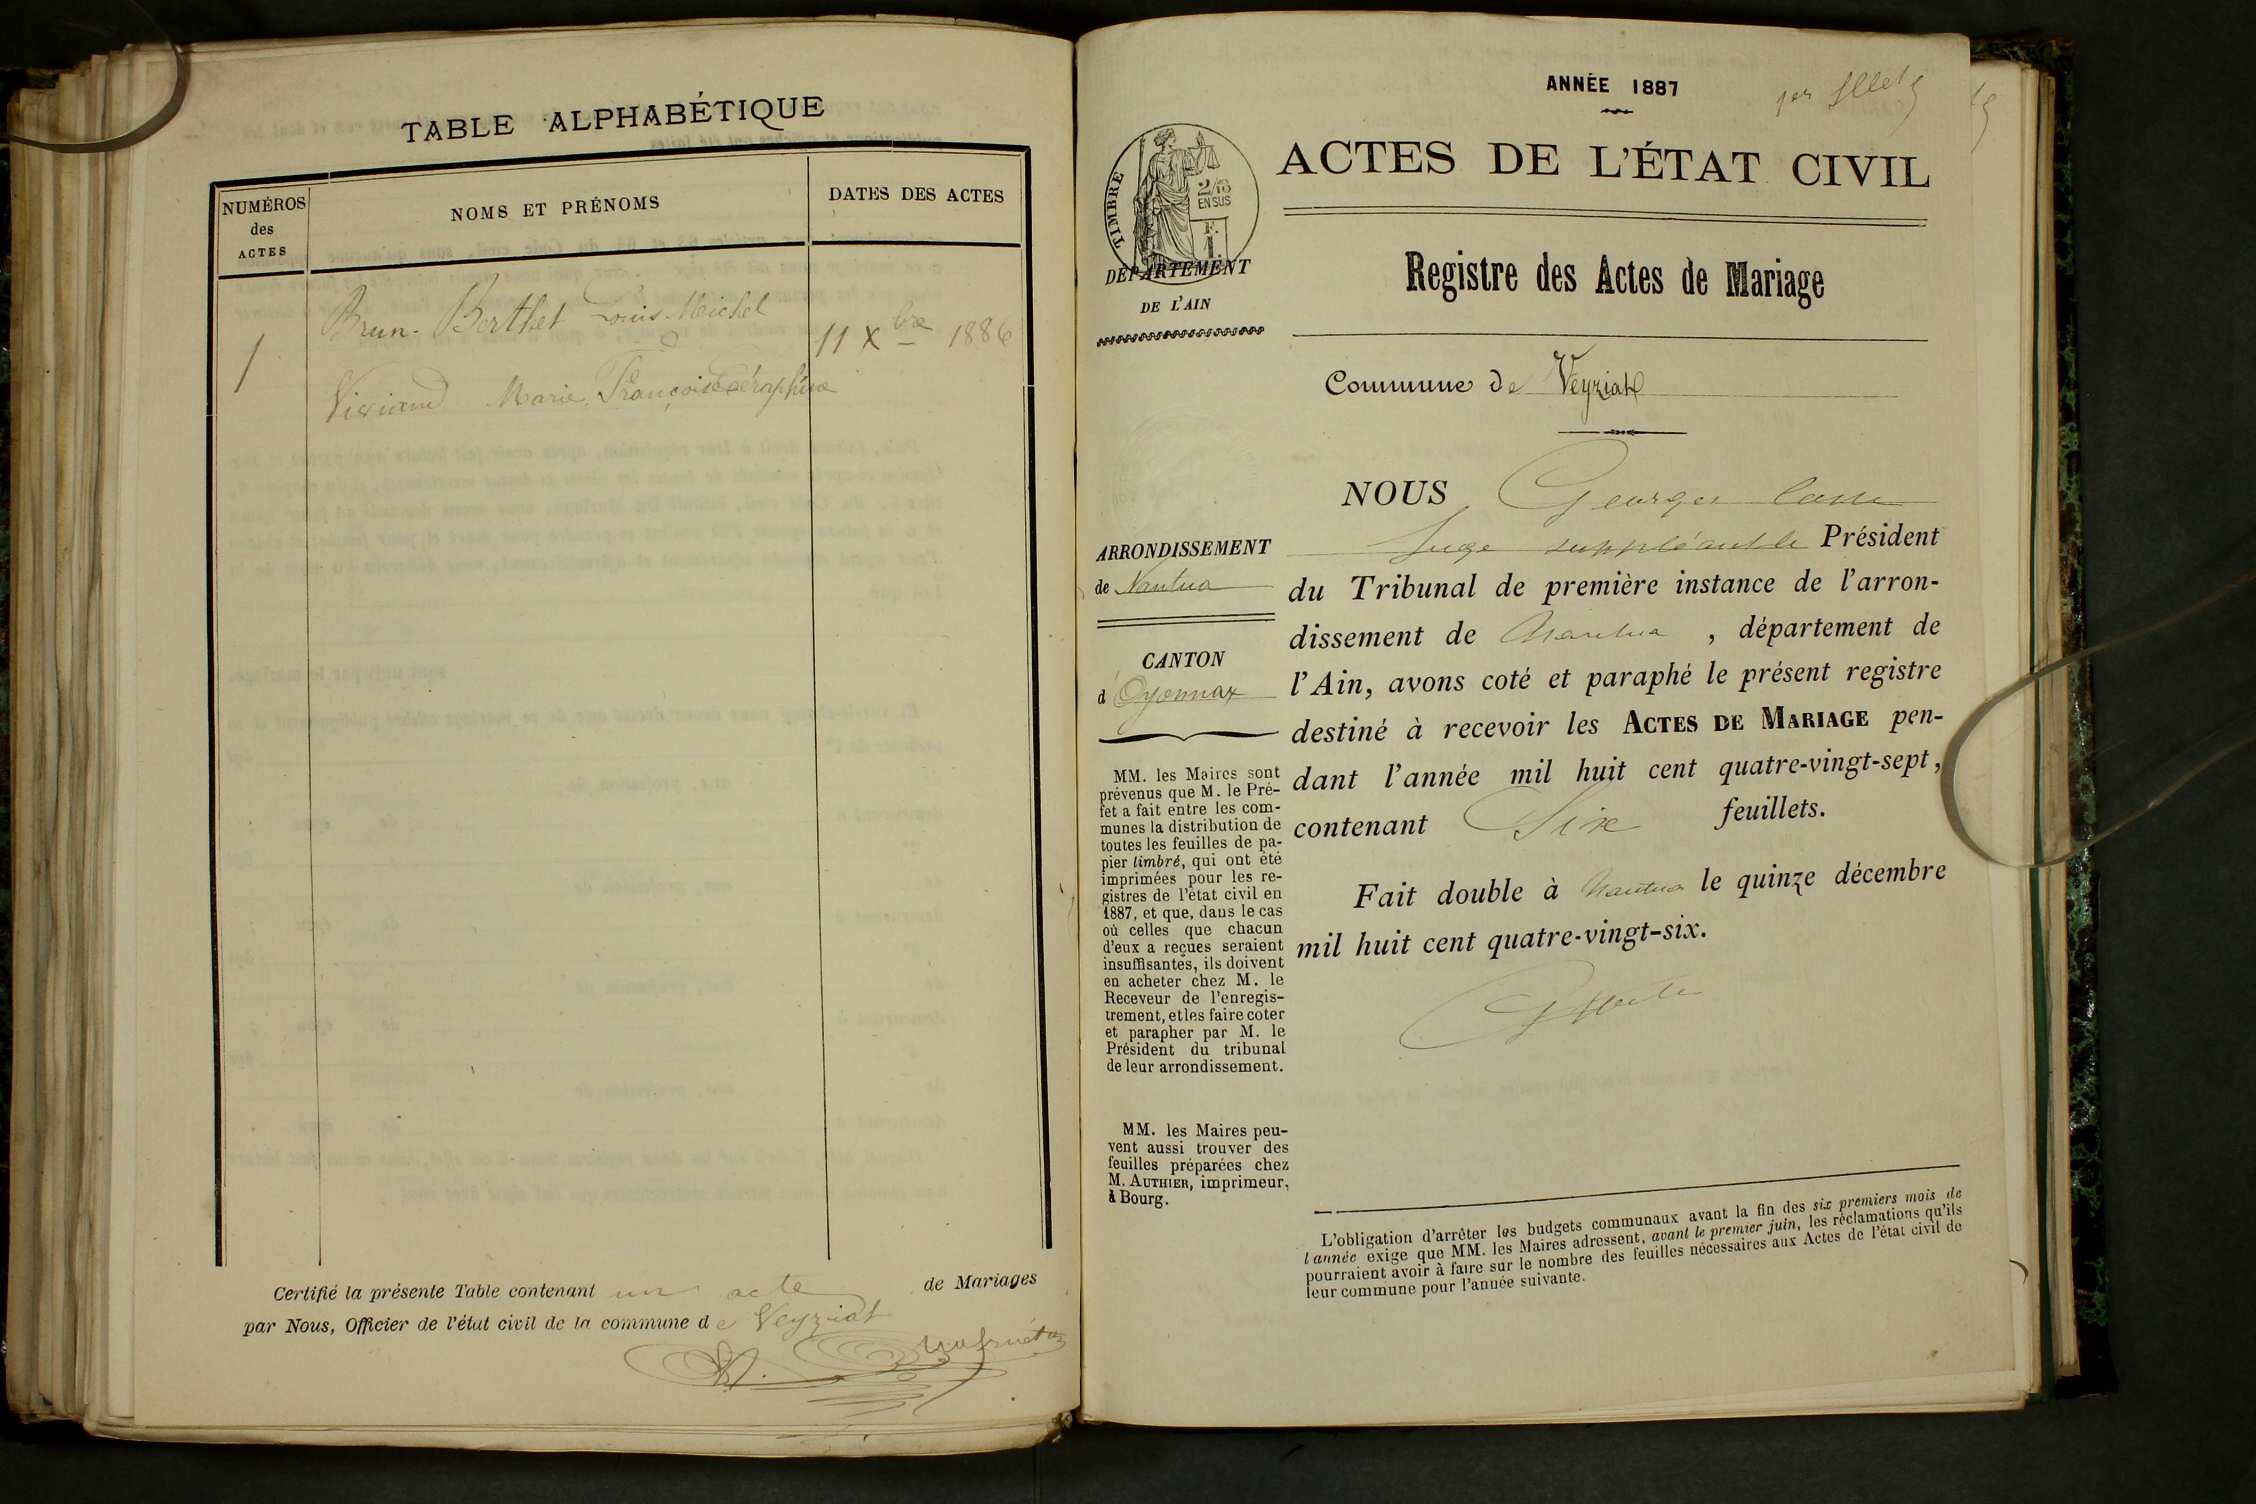 TABLE ALPHABÉTIQUE
NUMÉROS
des
ACTES
NOMS ET PRÉNOMS
DATES DES ACTES
Brun-Berthet Louis Michel
1
11 Xbre 1886
Marie Françoise Séraphine
Certifié la présente Table contenant un acte de Mariages
par Nous, Officier de l'état civil de la commune de Veyziat
ANNÉE 1887
1er
TIMBRE
2/10
EN SUS
F.
1
ACTES DE L'ÉTAT CIVIL
DÉPARTEMENT
DE L'AIN
Registre des Actes de Mariage
Commune de Veyziat
ARRONDISSEMENT
de Nantua
CANTON
d'Oyonnax
MM. les Maires sont
prévenus que M. le Pré-
fet a fait entre les com-
munes la distribution de
toutes les feuilles de pa-
pier timbré, qui ont été
imprimées pour les re-
gistres de l'état civil en
1887, et que, dans le cas
où celles que chacun
d'eux a reçues seraient
insuffisantes, ils doivent
en acheter chez M. le
Receveur de l'enregis-
trement, et les faire coter
et parapher par M. le
Président du tribunal
de leur arrondissement.
MM. les Maires peu-
vent aussi trouver des
feuilles préparées chez
M. AUTHIER, imprimeur,
à Bourg.
NOUS Georges
Juge suppléant le Président
du Tribunal de première instance de l'arron-
dissement de Nantua , département de
l'Ain, avons coté et paraphé le présent registre
destiné à recevoir les ACTES DE MARIAGE pen-
dant l'année mil huit cent quatre-vingt-sept,
contenant Six feuillets.
Fait double à Nantua le quinze décembre
mil huit cent quatre-vingt-six.
L'obligation d'arrêter les budgets communaux avant la fin des six premiers mois de
l'année exige que MM. les Maires adressent, avant le premier juin, les réclamations qu'ils
pourraient avoir à faire sur le nombre des feuilles nécessaires aux Actes de l'état civil de
leur commune pour l'année suivante.